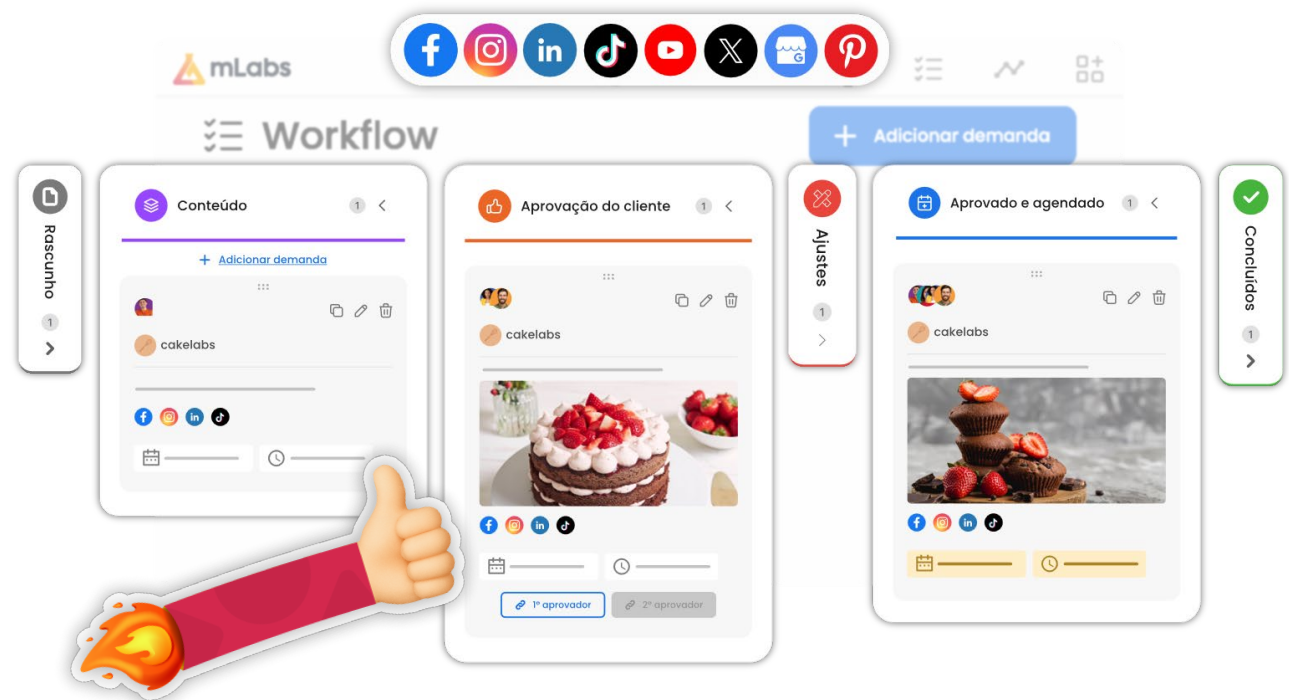 mLabs
Workflow
+ Adicionar demanda
Rascunho
1
Conteúdo 1
+ Adicionar demanda
cakelabs
Aprovação do cliente 1
cakelabs
1º aprovador
2º aprovador
Ajustes
1
Aprovado e agendado 1
cakelabs
Concluídos
1